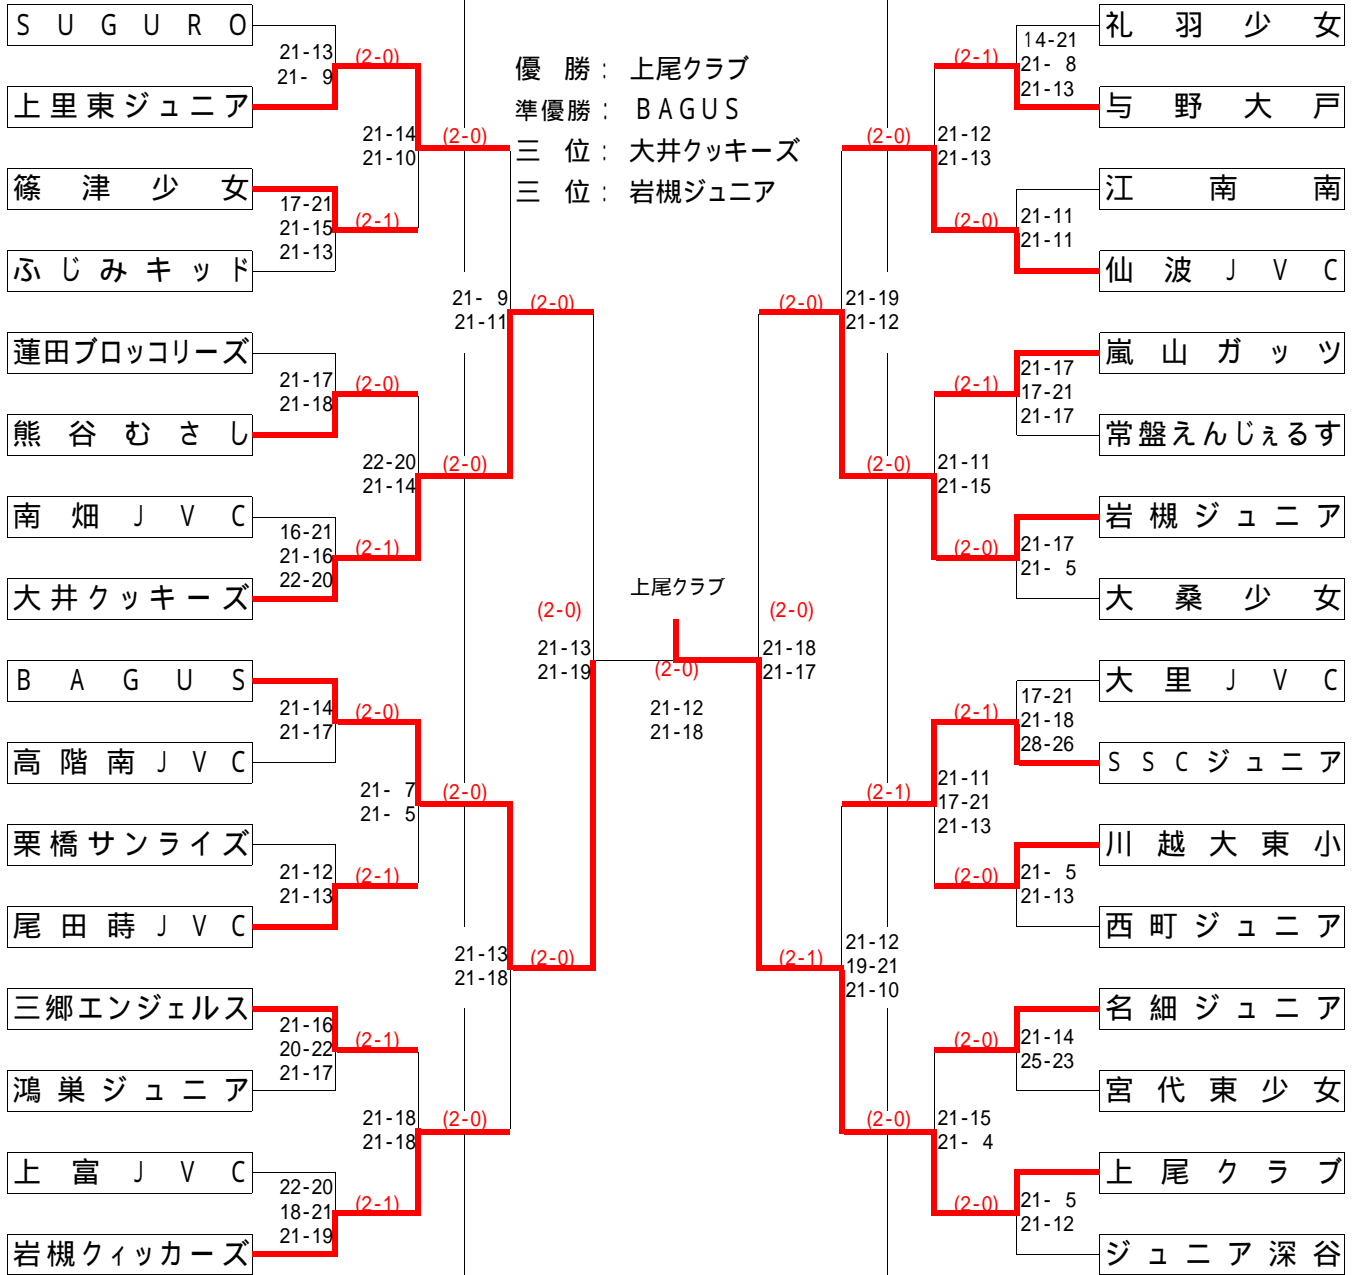 優勝： 上尾クラブ
準優勝： BAGUS
三位： 大井クッキーズ
三位： 岩槻ジュニア
SUGURO
21-13
21- 9
(2-0)
上里東ジュニア
21-14
21-10
(2-0)
篠津少女
17-21
21-15
21-13
(2-1)
ふじみキッド
21- 9
21-11
(2-0)
蓮田ブロッコリーズ
21-17
21-18
(2-0)
熊谷むさし
22-20
21-14
(2-0)
南畑JVC
16-21
21-16
22-20
(2-1)
大井クッキーズ
(2-0)
21-13
21-19
BAGUS
21-14
21-17
(2-0)
高階南JVC
21- 7
21- 5
(2-0)
栗橋サンライズ
21-12
21-13
(2-1)
尾田蒔JVC
21-13
21-18
(2-0)
三郷エンジェルス
21-16
20-22
21-17
(2-1)
鴻巣ジュニア
21-18
21-18
(2-0)
上富JVC
22-20
18-21
21-19
(2-1)
岩槻クィッカーズ
上尾クラブ
(2-0)
21-12
21-18
礼羽少女
14-21
21- 8
21-13
(2-1)
与野大戸
(2-0)
21-12
21-13
江南南
21-11
21-11
(2-0)
仙波JVC
(2-0)
21-19
21-12
嵐山ガッツ
21-17
17-21
21-17
(2-1)
常盤えんじぇるす
(2-0)
21-11
21-15
岩槻ジュニア
21-17
21- 5
(2-0)
大桑少女
(2-0)
21-18
21-17
大里JVC
17-21
21-18
28-26
(2-1)
SSCジュニア
(2-1)
21-11
17-21
21-13
川越大東小
21- 5
21-13
(2-0)
西町ジュニア
(2-1)
21-12
19-21
21-10
名細ジュニア
21-14
25-23
(2-0)
宮代東少女
(2-0)
21-15
21- 4
上尾クラブ
21- 5
21-12
(2-0)
ジュニア深谷